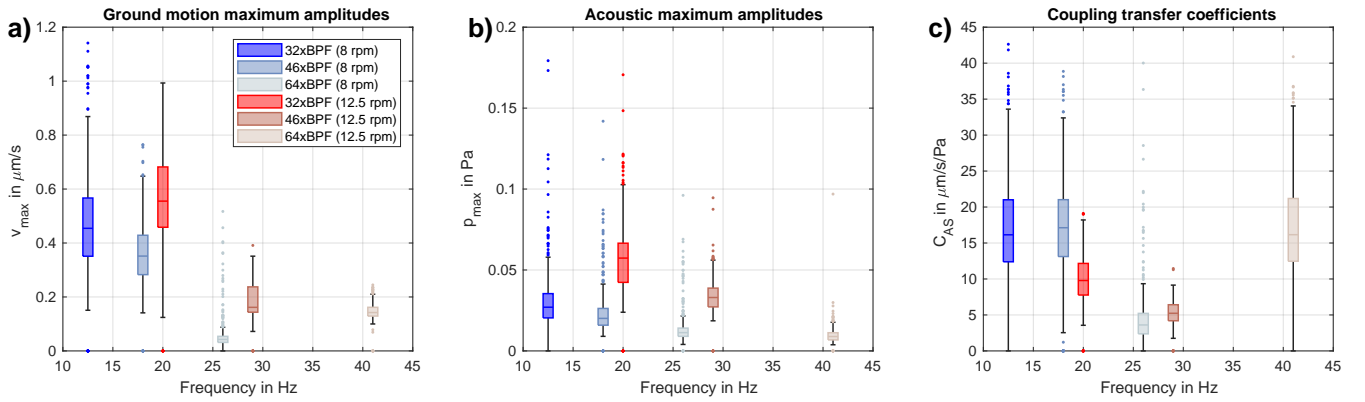 a)
Ground motion maximum amplitudes
v_max in μm/s
1.2
1
0.8
0.6
0.4
0.2
0
10 15 20 25 30 35 40 45
Frequency in Hz
32xBPF (8 rpm)
46xBPF (8 rpm)
64xBPF (8 rpm)
32xBPF (12.5 rpm)
46xBPF (12.5 rpm)
64xBPF (12.5 rpm)
b)
Acoustic maximum amplitudes
p_max in Pa
0.2
0.15
0.1
0.05
0
10 15 20 25 30 35 40 45
Frequency in Hz
c)
Coupling transfer coefficients
C_AS in μm/s/Pa
45
40
35
30
25
20
15
10
5
0
10 15 20 25 30 35 40 45
Frequency in Hz